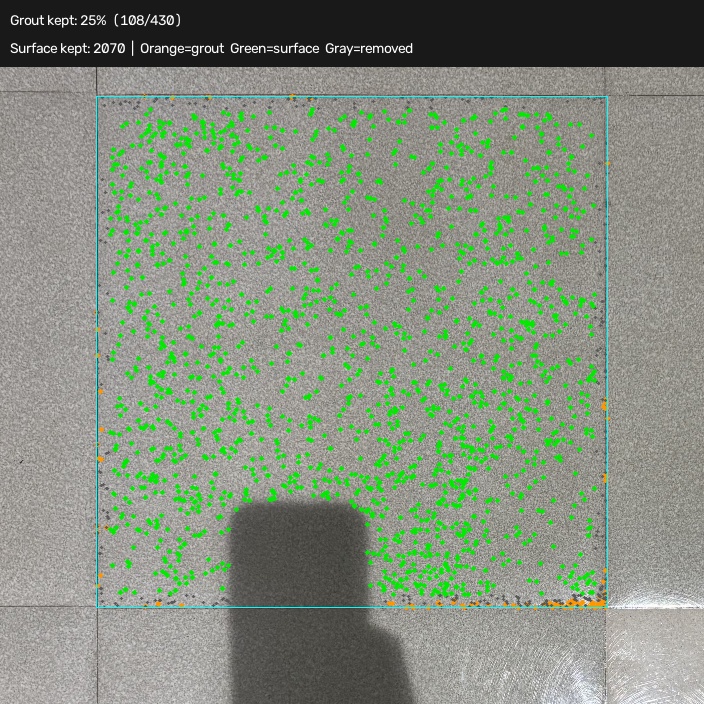 Grout kept: 25% (108/430)
Surface kept: 2070 | Orange=grout Green=surface Gray=removed